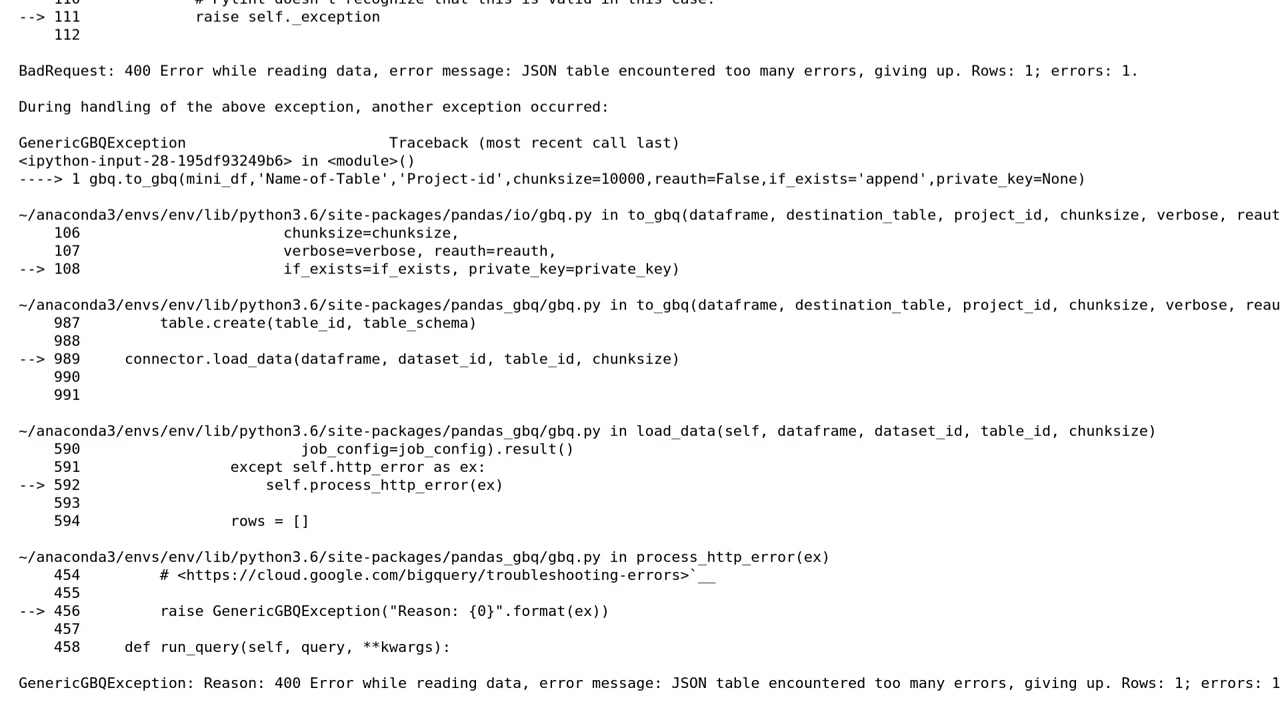 110 # Pylint doesn't recognize that this is valid in this case.
--> 111 raise self._exception
112
BadRequest: 400 Error while reading data, error message: JSON table encountered too many errors, giving up. Rows: 1; errors: 1.
During handling of the above exception, another exception occurred:
GenericGBQException Traceback (most recent call last)
<ipython-input-28-195df93249b6> in <module>()
----> 1 gbq.to_gbq(mini_df,'Name-of-Table','Project-id',chunksize=10000,reauth=False,if_exists='append',private_key=None)
~/anaconda3/envs/env/lib/python3.6/site-packages/pandas/io/gbq.py in to_gbq(dataframe, destination_table, project_id, chunksize, verbose, reaut
106 chunksize=chunksize,
107 verbose=verbose, reauth=reauth,
--> 108 if_exists=if_exists, private_key=private_key)
~/anaconda3/envs/env/lib/python3.6/site-packages/pandas_gbq/gbq.py in to_gbq(dataframe, destination_table, project_id, chunksize, verbose, reau
987 table.create(table_id, table_schema)
988
--> 989 connector.load_data(dataframe, dataset_id, table_id, chunksize)
990
991
~/anaconda3/envs/env/lib/python3.6/site-packages/pandas_gbq/gbq.py in load_data(self, dataframe, dataset_id, table_id, chunksize)
590 job_config=job_config).result()
591 except self.http_error as ex:
--> 592 self.process_http_error(ex)
593
594 rows = []
~/anaconda3/envs/env/lib/python3.6/site-packages/pandas_gbq/gbq.py in process_http_error(ex)
454 # <https://cloud.google.com/bigquery/troubleshooting-errors>`__
455
--> 456 raise GenericGBQException("Reason: {0}".format(ex))
457
458 def run_query(self, query, **kwargs):
GenericGBQException: Reason: 400 Error while reading data, error message: JSON table encountered too many errors, giving up. Rows: 1; errors: 1